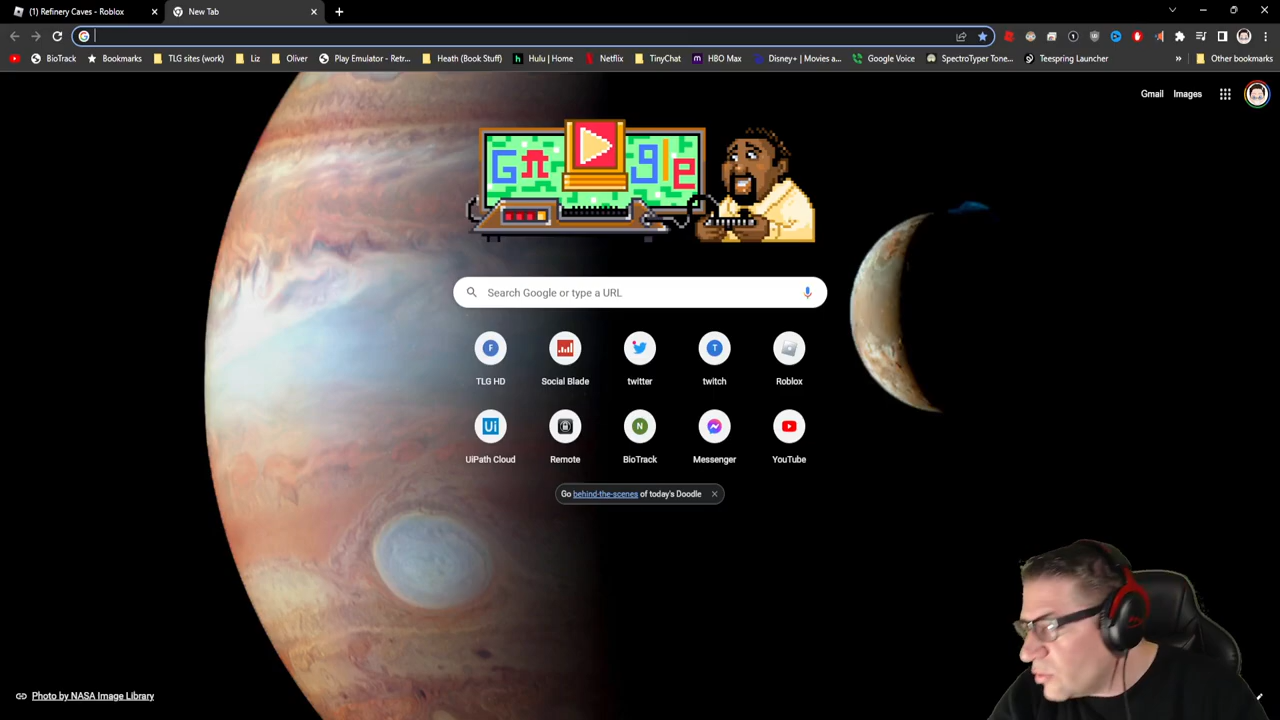 (1) Refinery Caves - Roblox
New Tab
BioTrack
Bookmarks
TLG sites (work)
Liz
Oliver
Play Emulator - Retr...
Heath (Book Stuff)
Hulu | Home
Netflix
TinyChat
HBO Max
Disney+ | Movies a...
Google Voice
SpectroTyper Tone...
Teespring Launcher
»
Other bookmarks
Gmail
Images
Search Google or type a URL
TLG HD
Social Blade
twitter
twitch
Roblox
UiPath Cloud
Remote
BioTrack
Messenger
YouTube
Go behind-the-scenes of today's Doodle
Photo by NASA Image Library